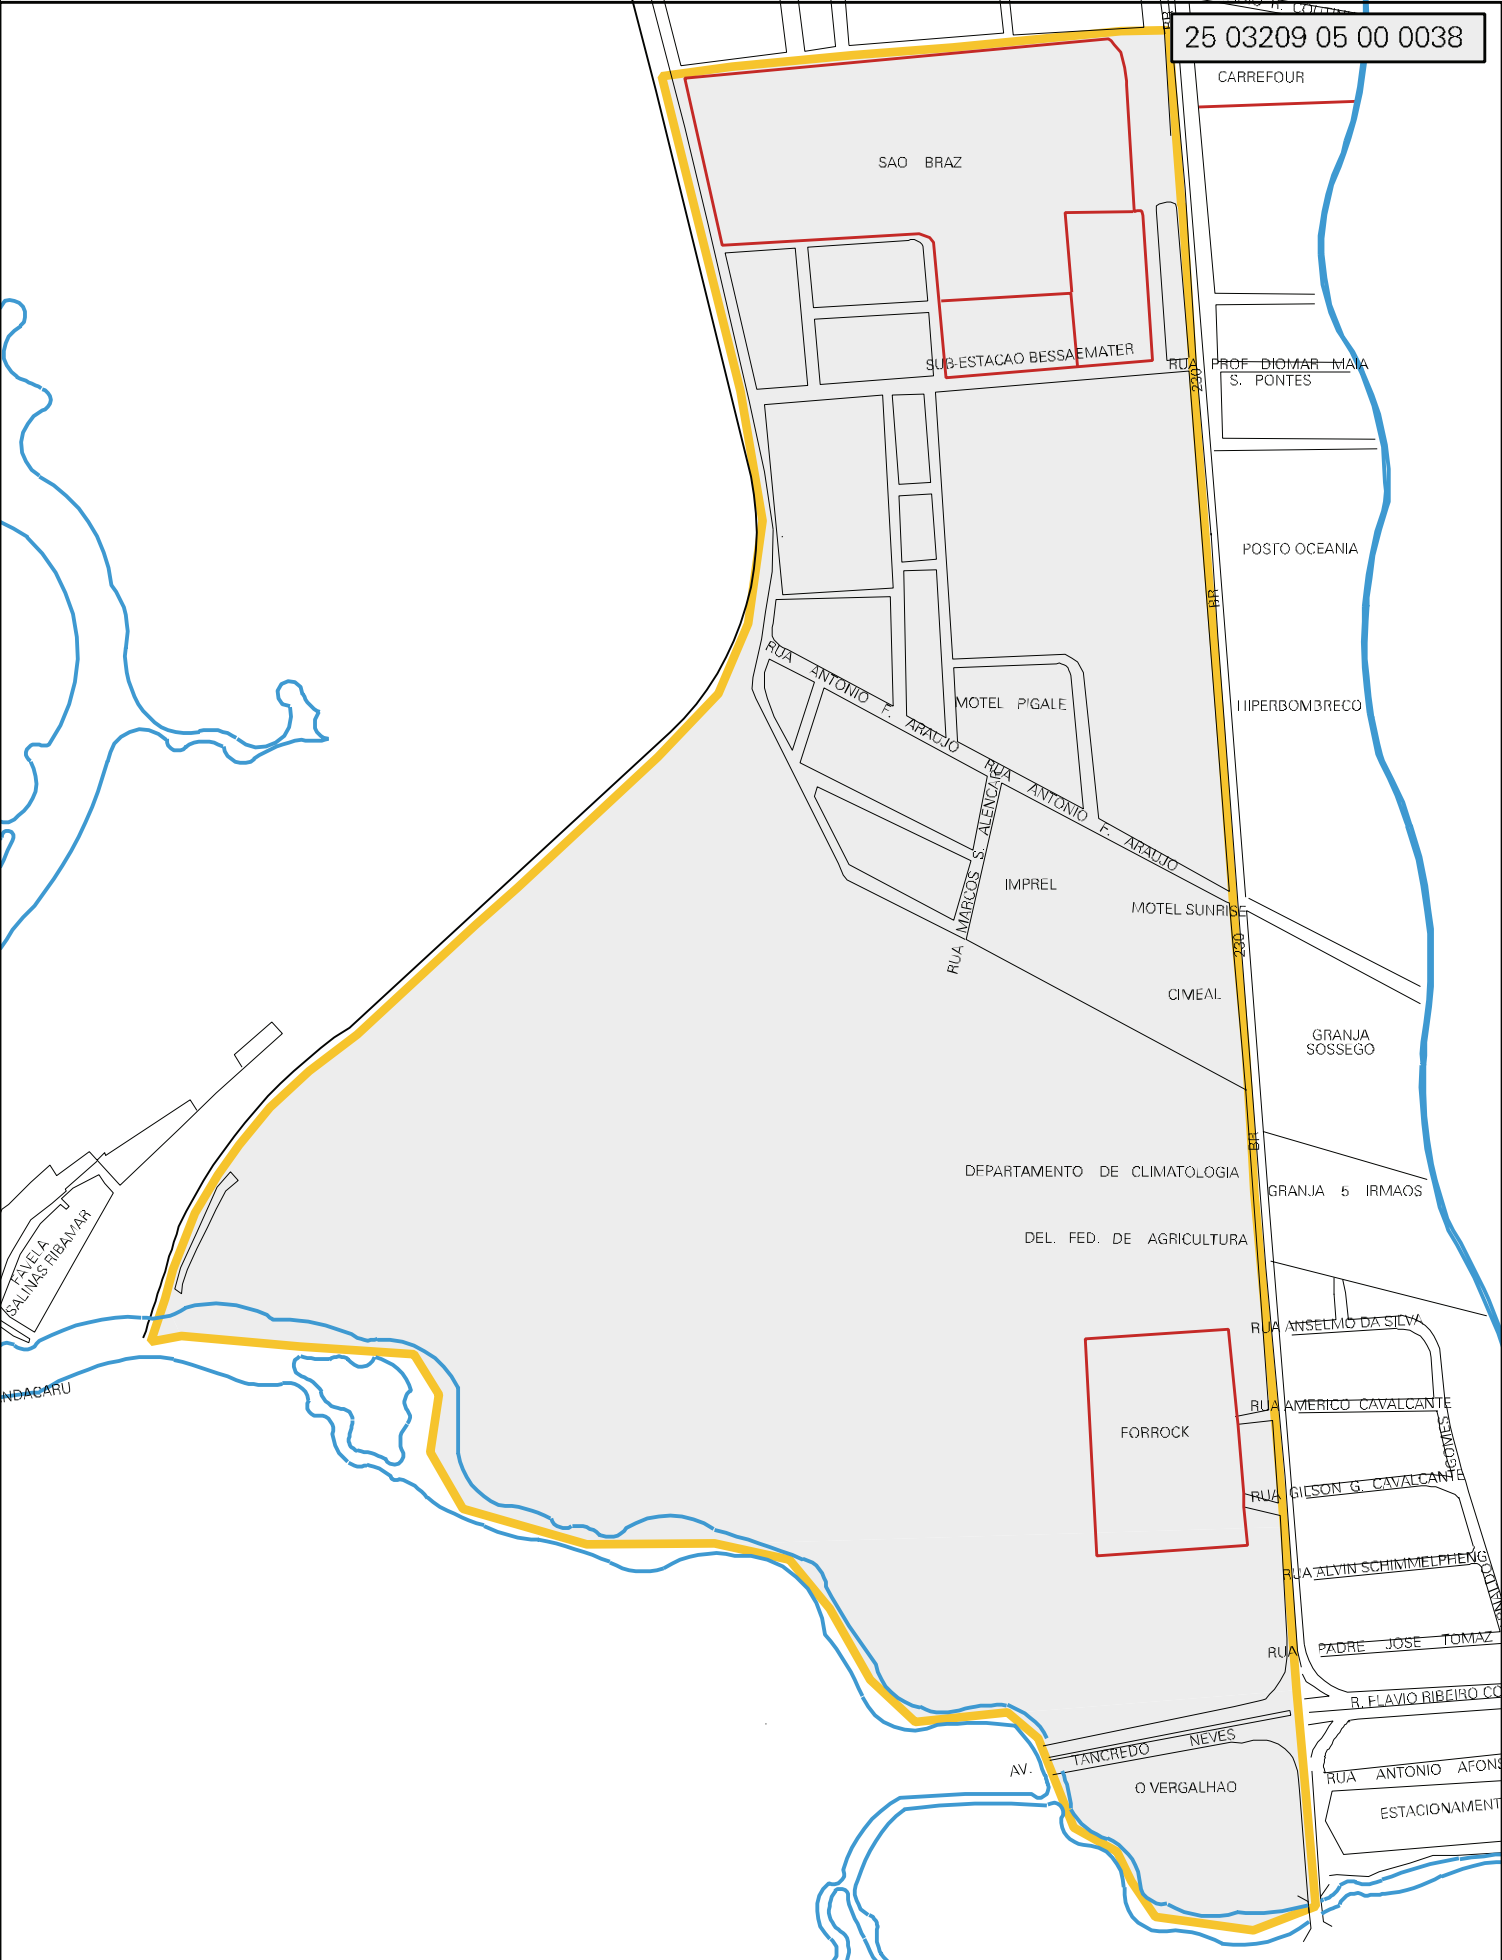 25 03209 05 00 0038
CARREFOUR
SAO BRAZ
SUB-ESTACAO BESSAEMATER
RUA PROF DIOMAR MAIA
S. PONTES
230
POSTO OCEANIA
BR
RUA ANTONIO F. ARAUJO
MOTEL PIGALE
HIPERBOMBRECO
RUA ANTONIO F. ARAUJO
RUA MARCOS S. ALENCAR
IMPREL
MOTEL SUNRISE
230
CIMEAL
GRANJA
SOSSEGO
BR
DEPARTAMENTO DE CLIMATOLOGIA
GRANJA 5 IRMAOS
DEL. FED. DE AGRICULTURA
FAVELA
SALINAS RIBAMAR
RUA ANSELMO DA SILVA
NDACARU
RUA AMERICO CAVALCANTE
GOMES
FORROCK
RUA GILSON G. CAVALCANTE
RUA ALVIN SCHIMMELPHENG
RUA PADRE JOSE TOMAZ
R. FLAVIO RIBEIRO CO
AV. TANCREDO NEVES
RUA ANTONIO AFONS
O VERGALHAO
ESTACIONAMENT